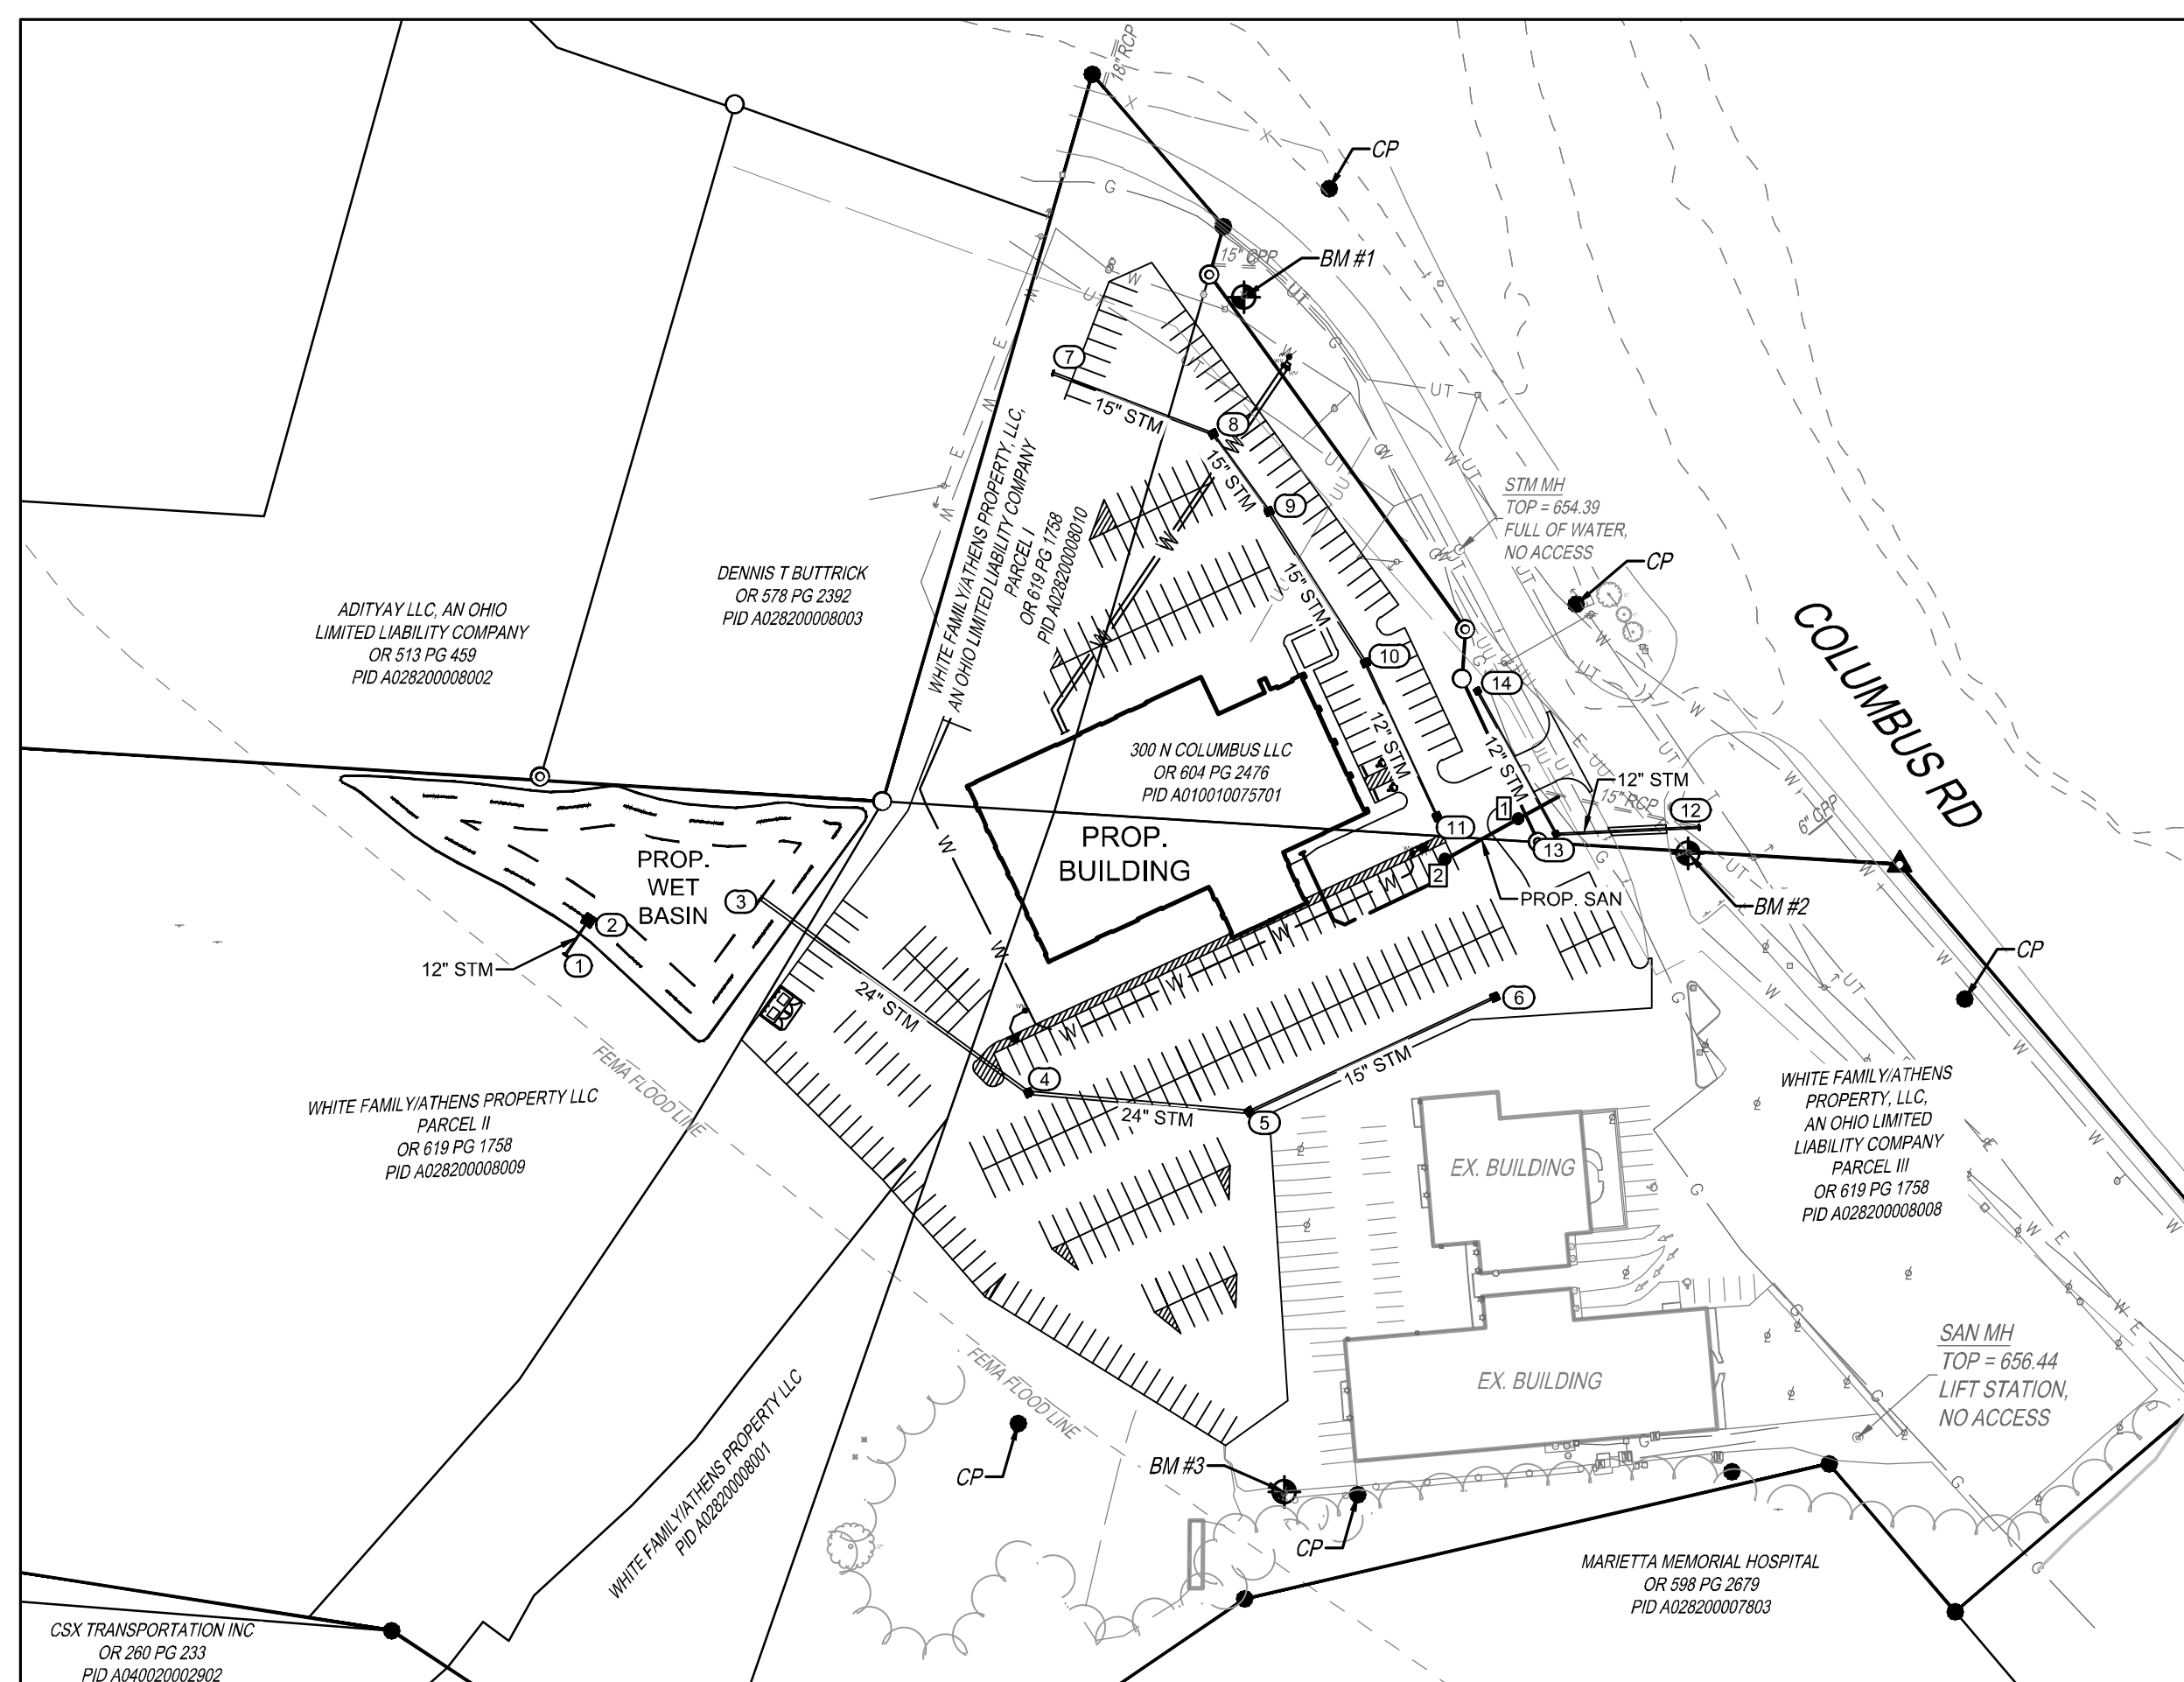 18" RCP
X
X
CP
G
15" CPP
BM #1
W
UT
UT
G
W
7
15" STM
8
W
15" STM
9
UT
W
UT
STM MH
TOP = 654.39
FULL OF WATER,
NO ACCESS
CP
COLUMBUS RD
W
E
W
E
W
WHITE FAMILY/ATHENS PROPERTY, LLC,
AN OHIO LIMITED LIABILITY COMPANY
PARCEL I
OR 619 PG 1758
PID A028200008010
W
W
15" STM
10
14
DENNIS T BUTTRICK
OR 578 PG 2392
PID A028200008003
ADITYAY LLC, AN OHIO
LIMITED LIABILITY COMPANY
OR 513 PG 459
PID A028200008002
300 N COLUMBUS LLC
OR 604 PG 2476
PID A010010075701
PROP.
BUILDING
12" STM
12" STM
12" STM
15" RCP
12
6" CPP
1
11
13
2
PROP. SAN
BM #2
CP
PROP.
WET
BASIN
3
2
1
12" STM
W
W
W
W
W
W
24" STM
4
24" STM
5
15" STM
6
UT
W
G
FEMA FLOOD LINE
WHITE FAMILY/ATHENS PROPERTY LLC
PARCEL II
OR 619 PG 1758
PID A028200008009
EX. BUILDING
WHITE FAMILY/ATHENS
PROPERTY, LLC,
AN OHIO LIMITED
LIABILITY COMPANY
PARCEL III
OR 619 PG 1758
PID A028200008008
EX. BUILDING
SAN MH
TOP = 656.44
LIFT STATION,
NO ACCESS
FEMA FLOOD LINE
WHITE FAMILY/ATHENS PROPERTY LLC
PID A028200008001
CP
BM #3
CP
MARIETTA MEMORIAL HOSPITAL
OR 598 PG 2679
PID A028200007803
CSX TRANSPORTATION INC
OR 260 PG 233
PID A040020002902